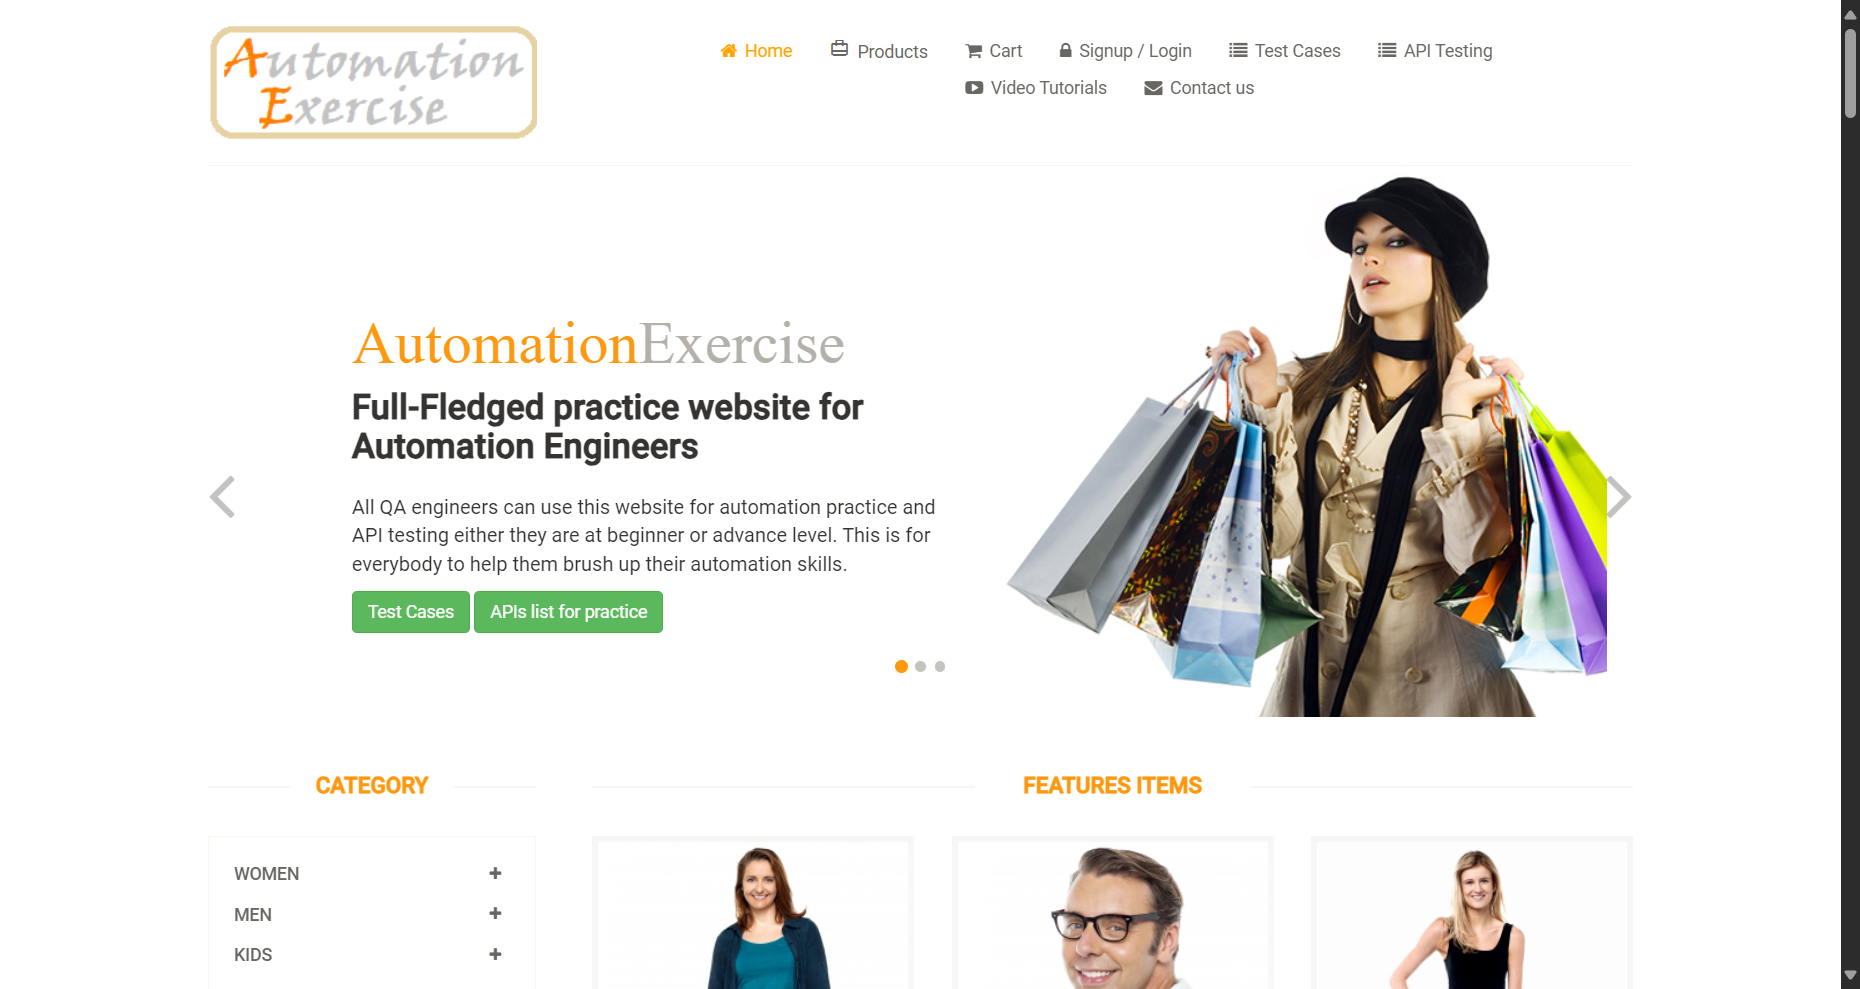 Automation
Exercise
Home Products Cart Signup / Login Test Cases API Testing
Video Tutorials Contact us
AutomationExercise
Full-Fledged practice website for
Automation Engineers
All QA engineers can use this website for automation practice and
API testing either they are at beginner or advance level. This is for
everybody to help them brush up their automation skills.
Test Cases APIs list for practice
CATEGORY
WOMEN
MEN
KIDS
FEATURES ITEMS